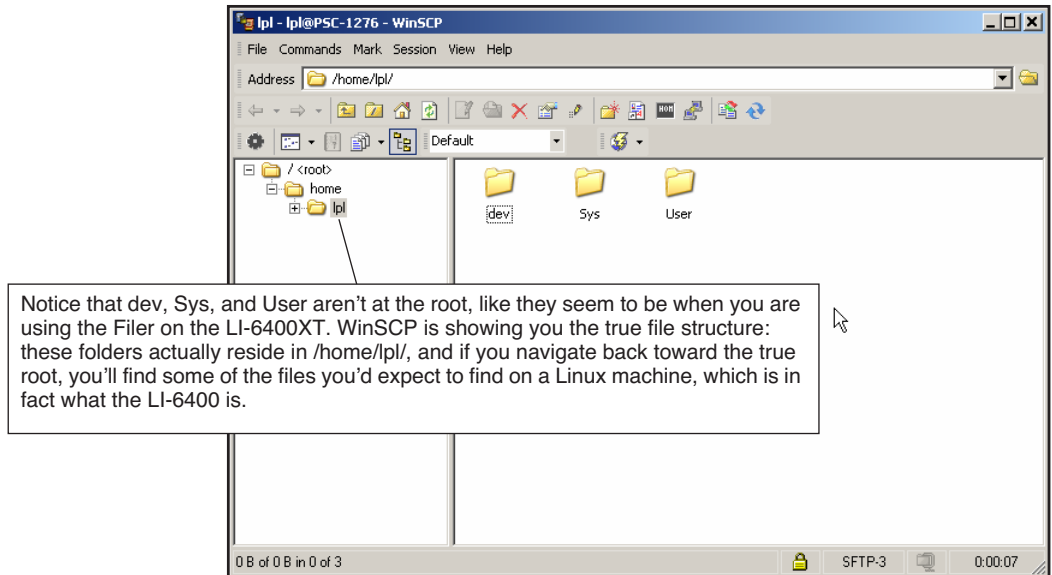 lpl - lpl@PSC-1276 - WinSCP
File Commands Mark Session View Help
Address /home/lpl/
Default
/ <root>
home
lpl
dev Sys User
Notice that dev, Sys, and User aren't at the root, like they seem to be when you are
using the Filer on the LI-6400XT. WinSCP is showing you the true file structure:
these folders actually reside in /home/lpl/, and if you navigate back toward the true
root, you'll find some of the files you'd expect to find on a Linux machine, which is in
fact what the LI-6400 is.
0 B of 0 B in 0 of 3 SFTP-3 0:00:07